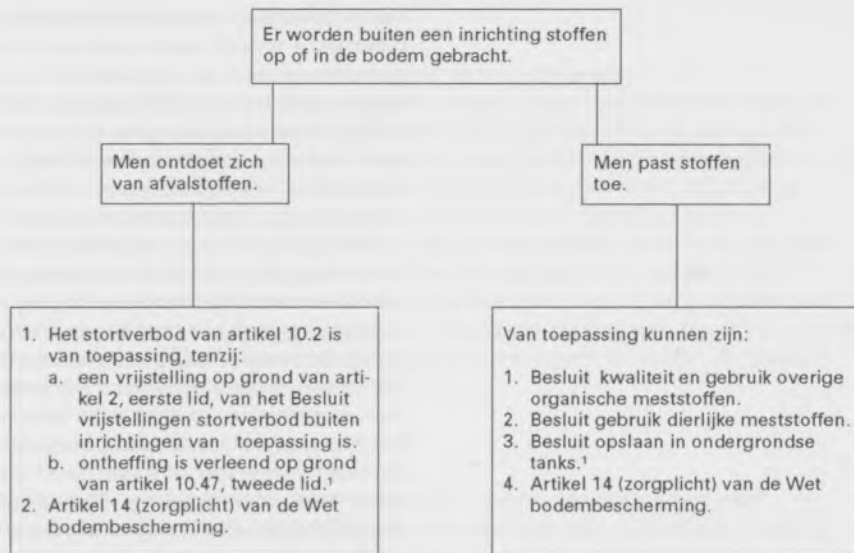 Er worden buiten een inrichting stoffen
op of in de bodem gebracht.
Men ontdoet zich
van afvalstoffen.
Men past stoffen
toe.
1. Het stortverbod van artikel 10.2 is
van toepassing, tenzij:
a. een vrijstelling op grond van arti-
kel 2, eerste lid, van het Besluit
vrijstellingen stortverbod buiten
inrichtingen van toepassing is.
b. ontheffing is verleend op grond
van artikel 10.47, tweede lid.¹
2. Artikel 14 (zorgplicht) van de Wet
bodembescherming.
Van toepassing kunnen zijn:
1. Besluit kwaliteit en gebruik overige
organische meststoffen.
2. Besluit gebruik dierlijke meststoffen.
3. Besluit opslaan in ondergrondse
tanks.¹
4. Artikel 14 (zorgplicht) van de Wet
bodembescherming.